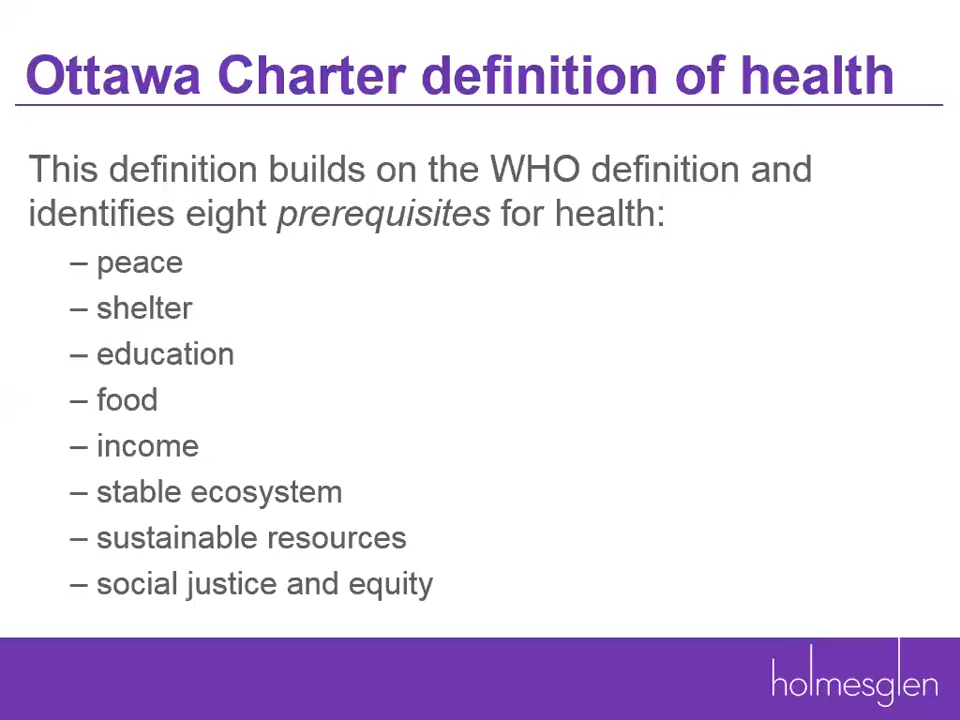 Ottawa Charter definition of health
This definition builds on the WHO definition and
identifies eight prerequisites for health:
– peace
– shelter
– education
– food
– income
– stable ecosystem
– sustainable resources
– social justice and equity
holmesglen